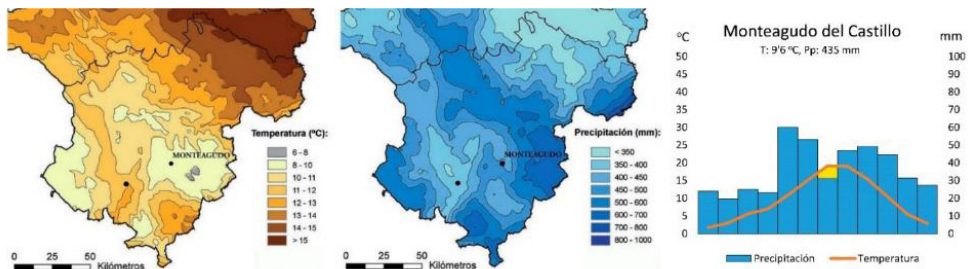 Temperatura (ºC):
MONTEAGUDO
6 - 8
8 - 10
10 - 11
11 - 12
12 - 13
13 - 14
14 - 15
> 15
0 25 50
Kilómetros
Precipitación (mm):
MONTEAGUDO
< 350
350 - 400
400 - 450
450 - 500
500 - 600
600 - 700
700 - 800
800 - 1000
0 25 50
Kilómetros
Monteagudo del Castillo
T: 9'6 ºC, Pp: 435 mm
ºC
50
45
40
35
30
25
20
15
10
5
0
mm
100
90
80
70
60
50
40
30
20
10
0
Precipitación
Temperatura